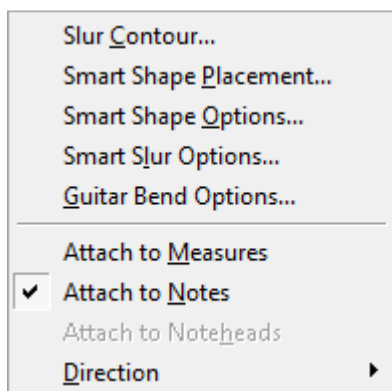 Slur Contour...
Smart Shape Placement...
Smart Shape Options...
Smart Slur Options...
Guitar Bend Options...
Attach to Measures
Attach to Notes
Attach to Noteheads
Direction